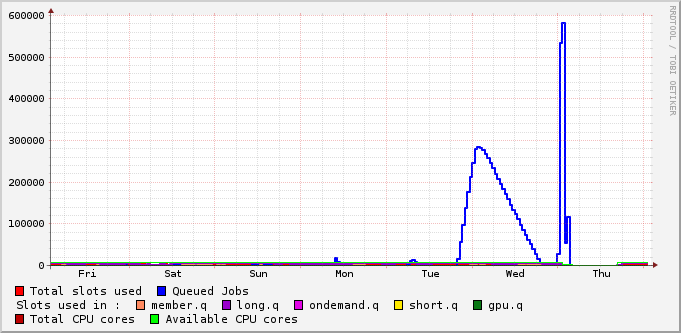 600000
500000
400000
300000
200000
100000
0
Fri Sat Sun Mon Tue Wed Thu
Total slots used Queued Jobs
Slots used in : member.q long.q ondemand.q short.q gpu.q
Total CPU cores Available CPU cores
RRDTOOL / TOBI OETIKER